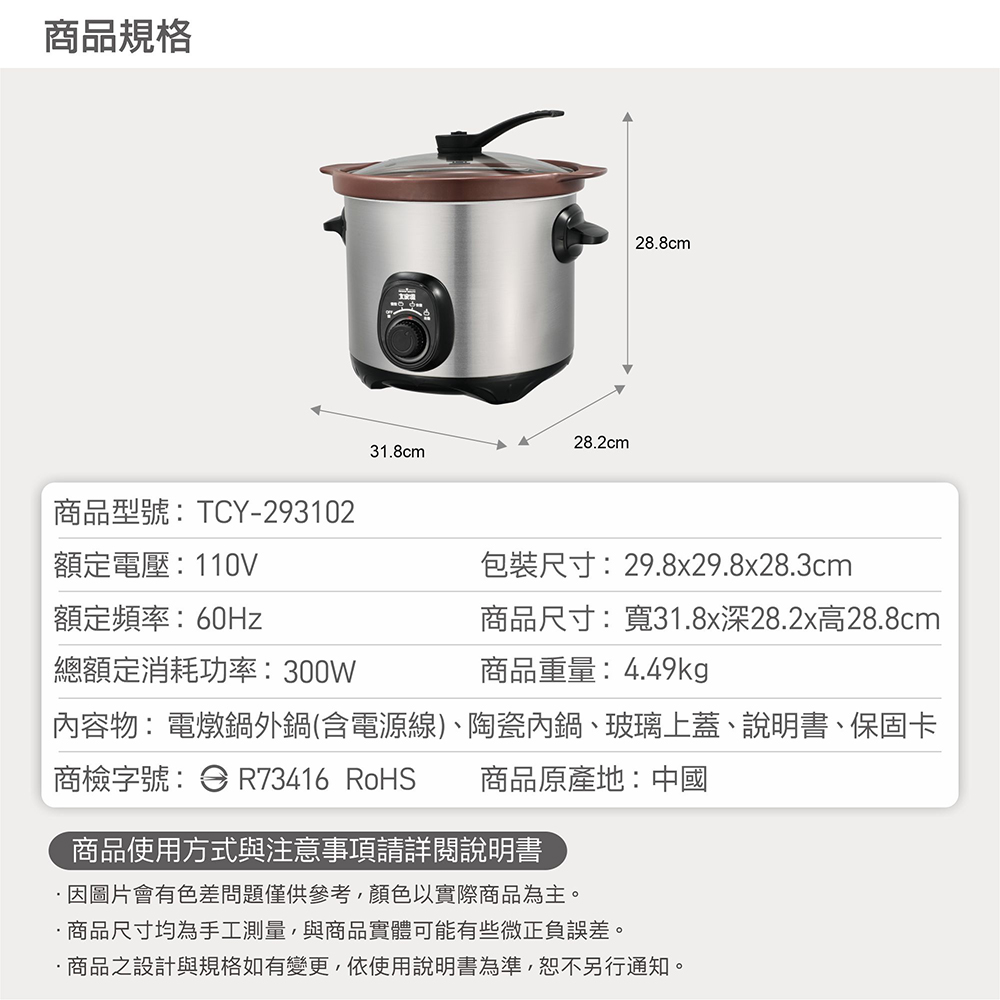 商品規格
大家源
OFF
28.8cm
31.8cm
28.2cm
商品型號：TCY-293102
額定電壓：110V
包裝尺寸：29.8x29.8x28.3cm
額定頻率：60Hz
商品尺寸：寬31.8x深28.2x高28.8cm
總額定消耗功率：300W
商品重量：4.49kg
內容物：電燉鍋外鍋(含電源線)、陶瓷內鍋、玻璃上蓋、說明書、保固卡
商檢字號： R73416 RoHS
商品原產地：中國
商品使用方式與注意事項請詳閱說明書
·因圖片會有色差問題僅供參考，顏色以實際商品為主。
·商品尺寸均為手工測量，與商品實體可能有些微正負誤差。
·商品之設計與規格如有變更，依使用說明書為準，恕不另行通知。